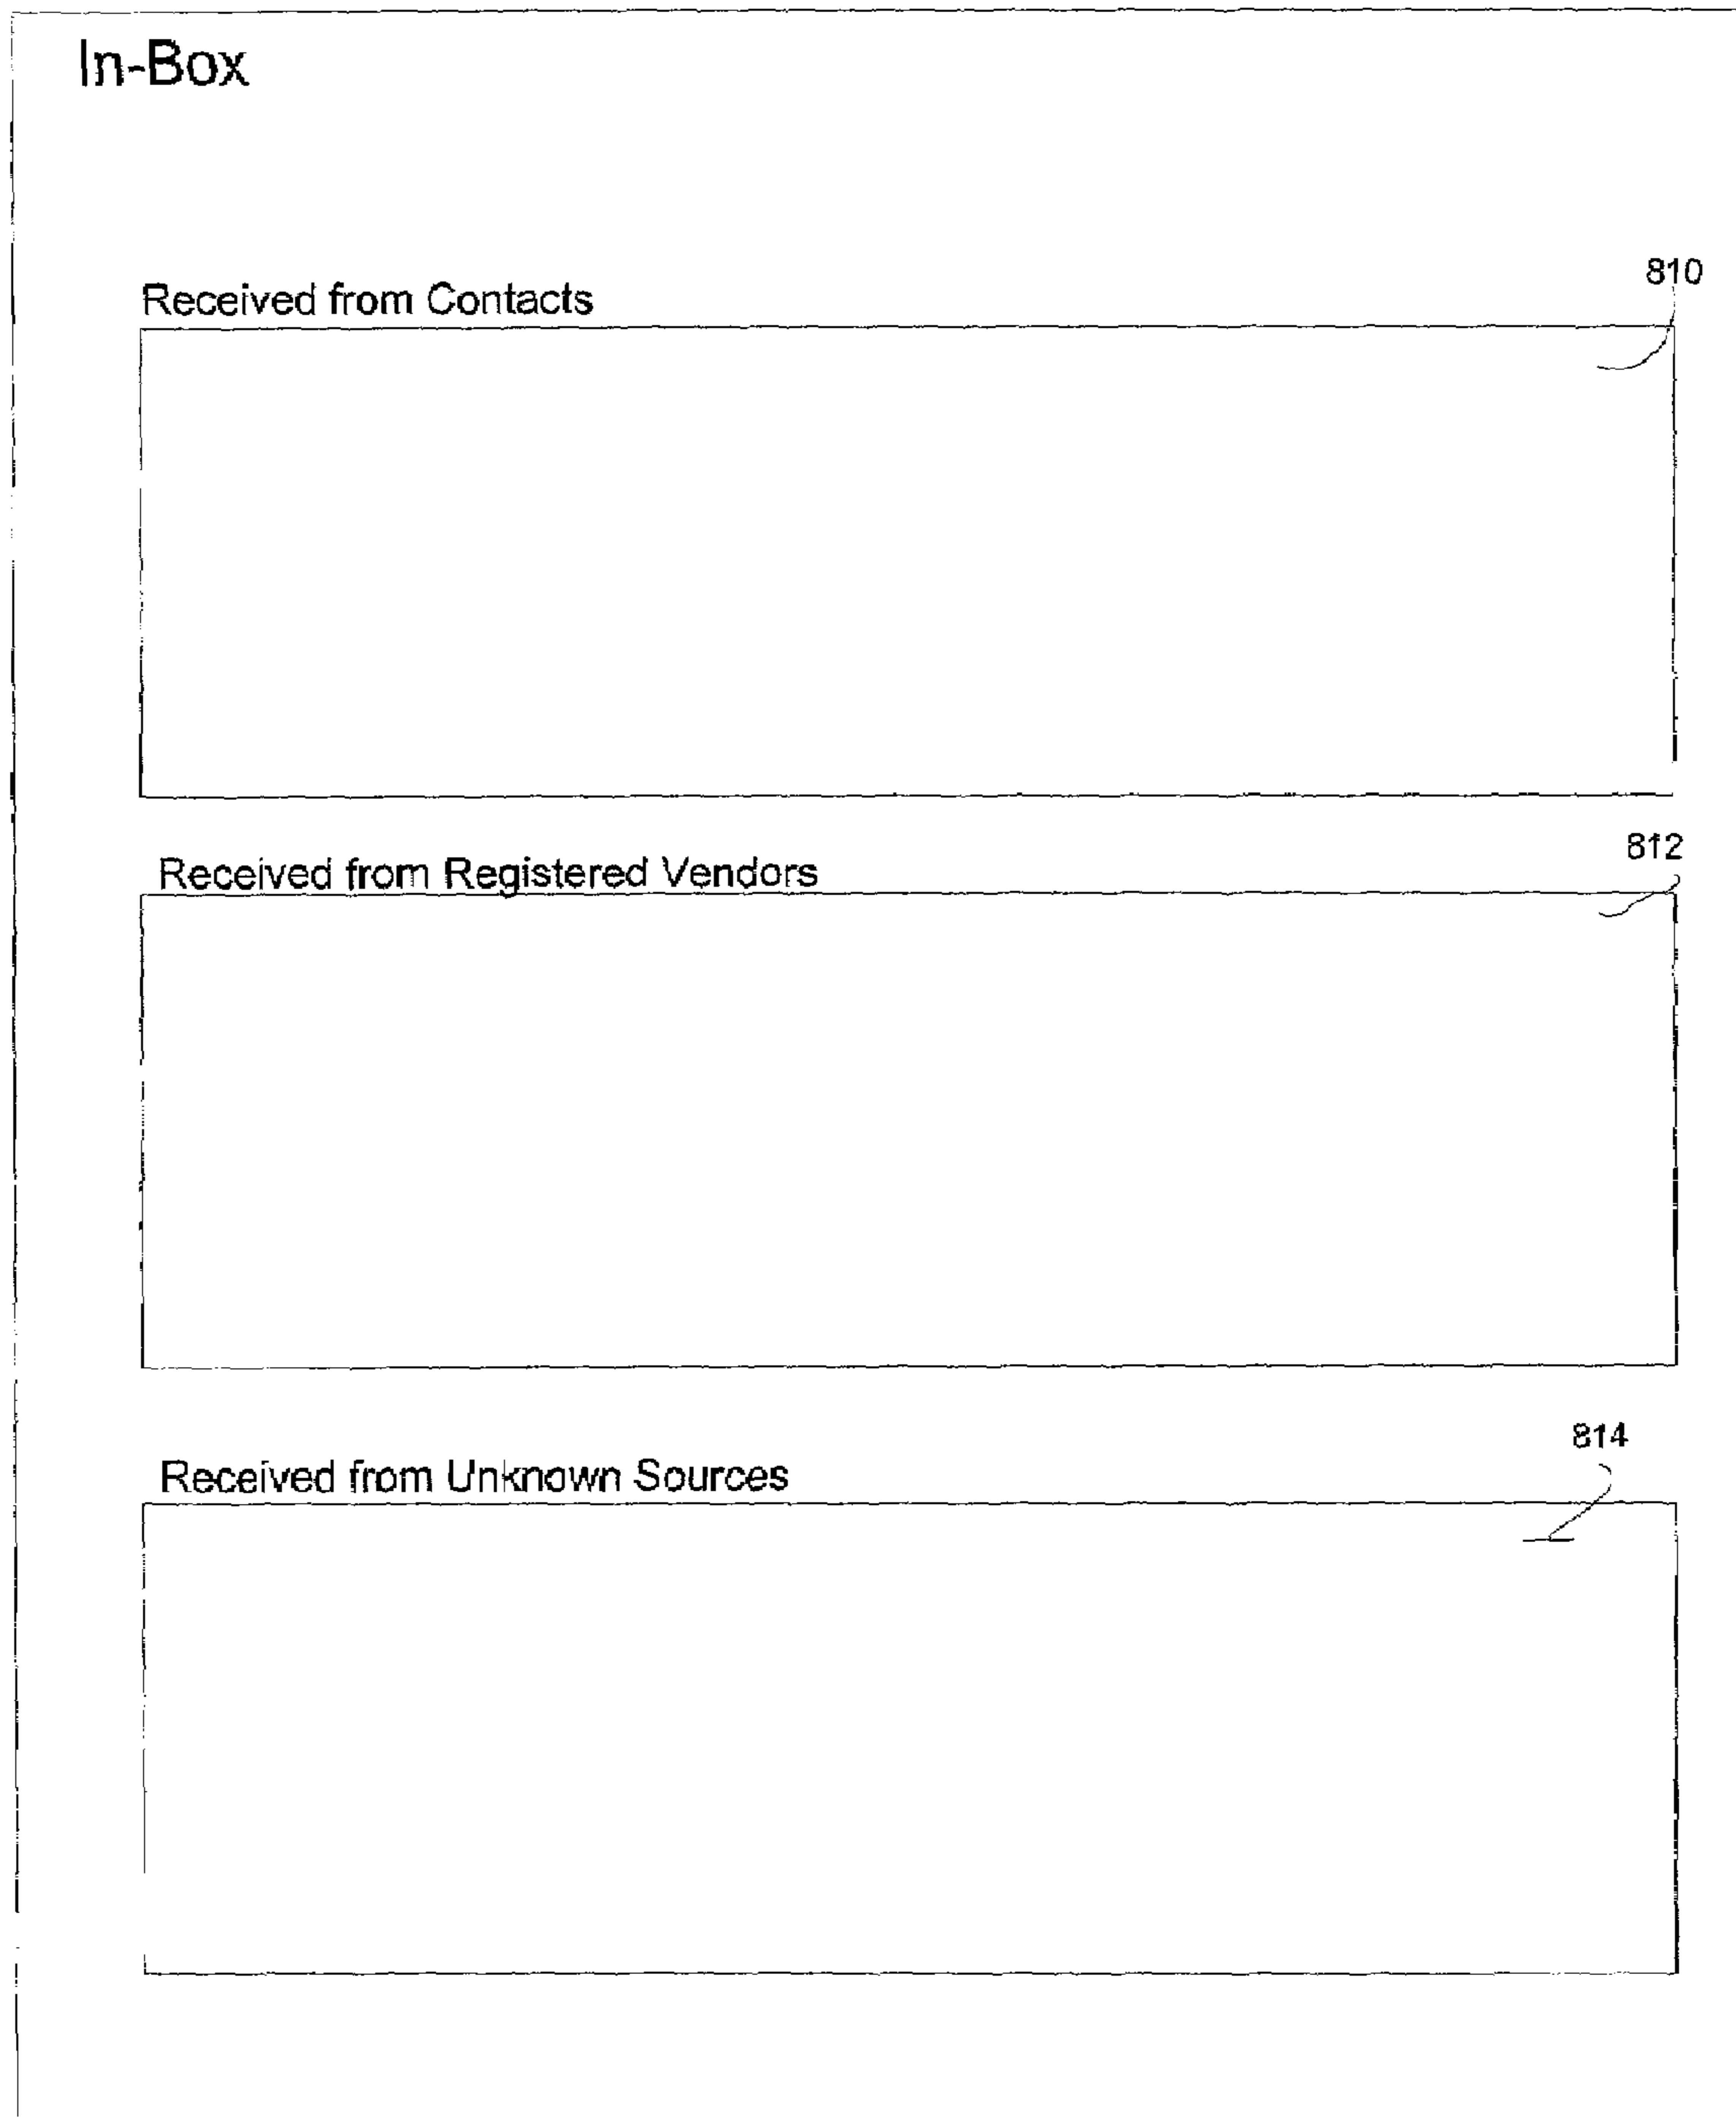 In-Box
810
Received from Contacts
812
Received from Registered Vendors
814
Received from Unknown Sources